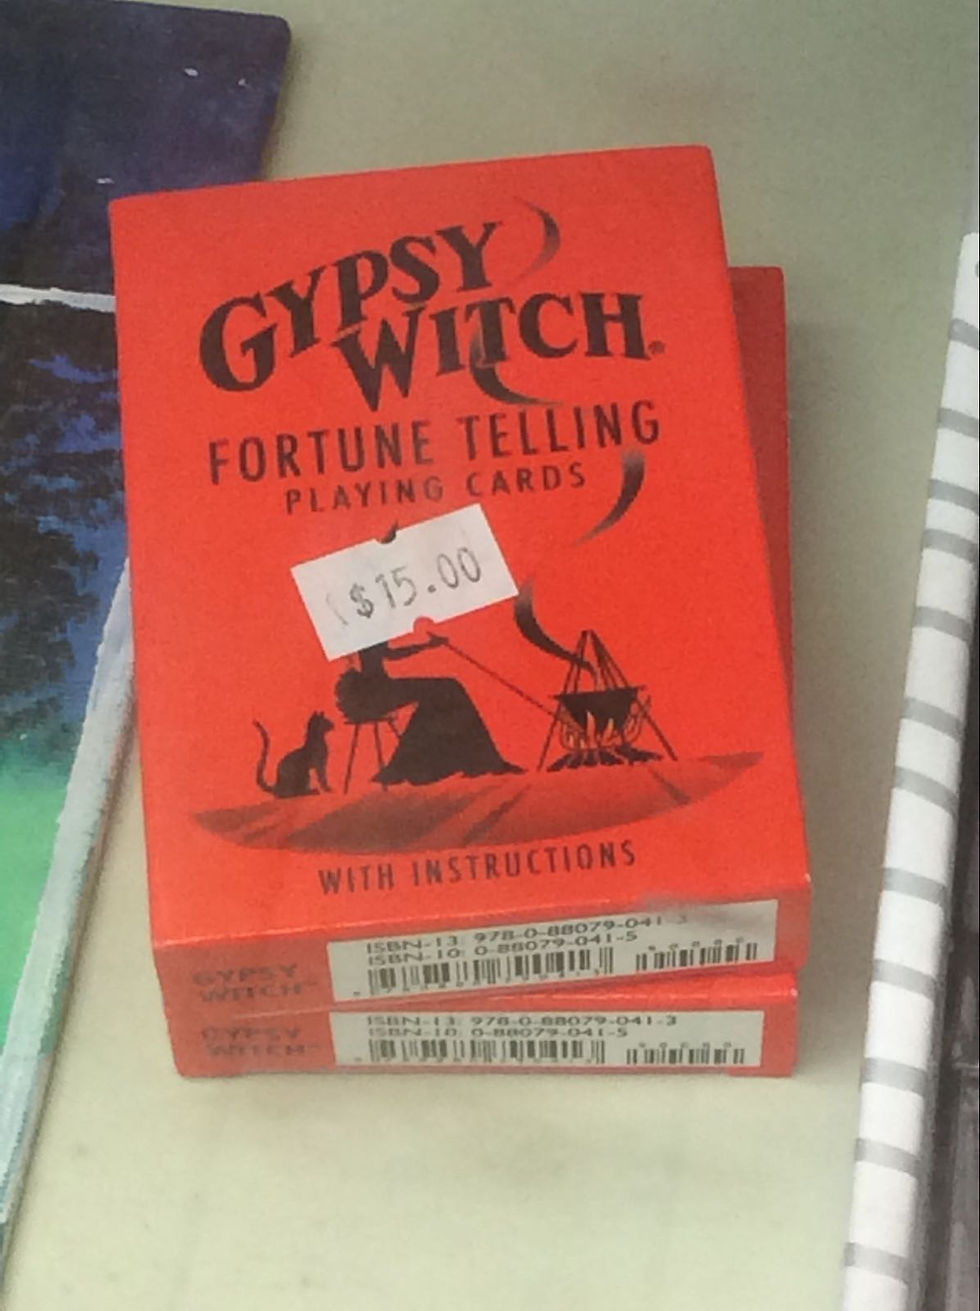 GYPSY
WITCH®
FORTUNE TELLING
PLAYING CARDS
$15.00
WITH INSTRUCTIONS
GYPSY
WITCH™
ISBN-13: 978-0-88079-041-3
ISBN-10: 0-88079-041-5
GYPSY
WITCH™
ISBN-13: 978-0-88079-041-3
ISBN-10: 0-88079-041-5